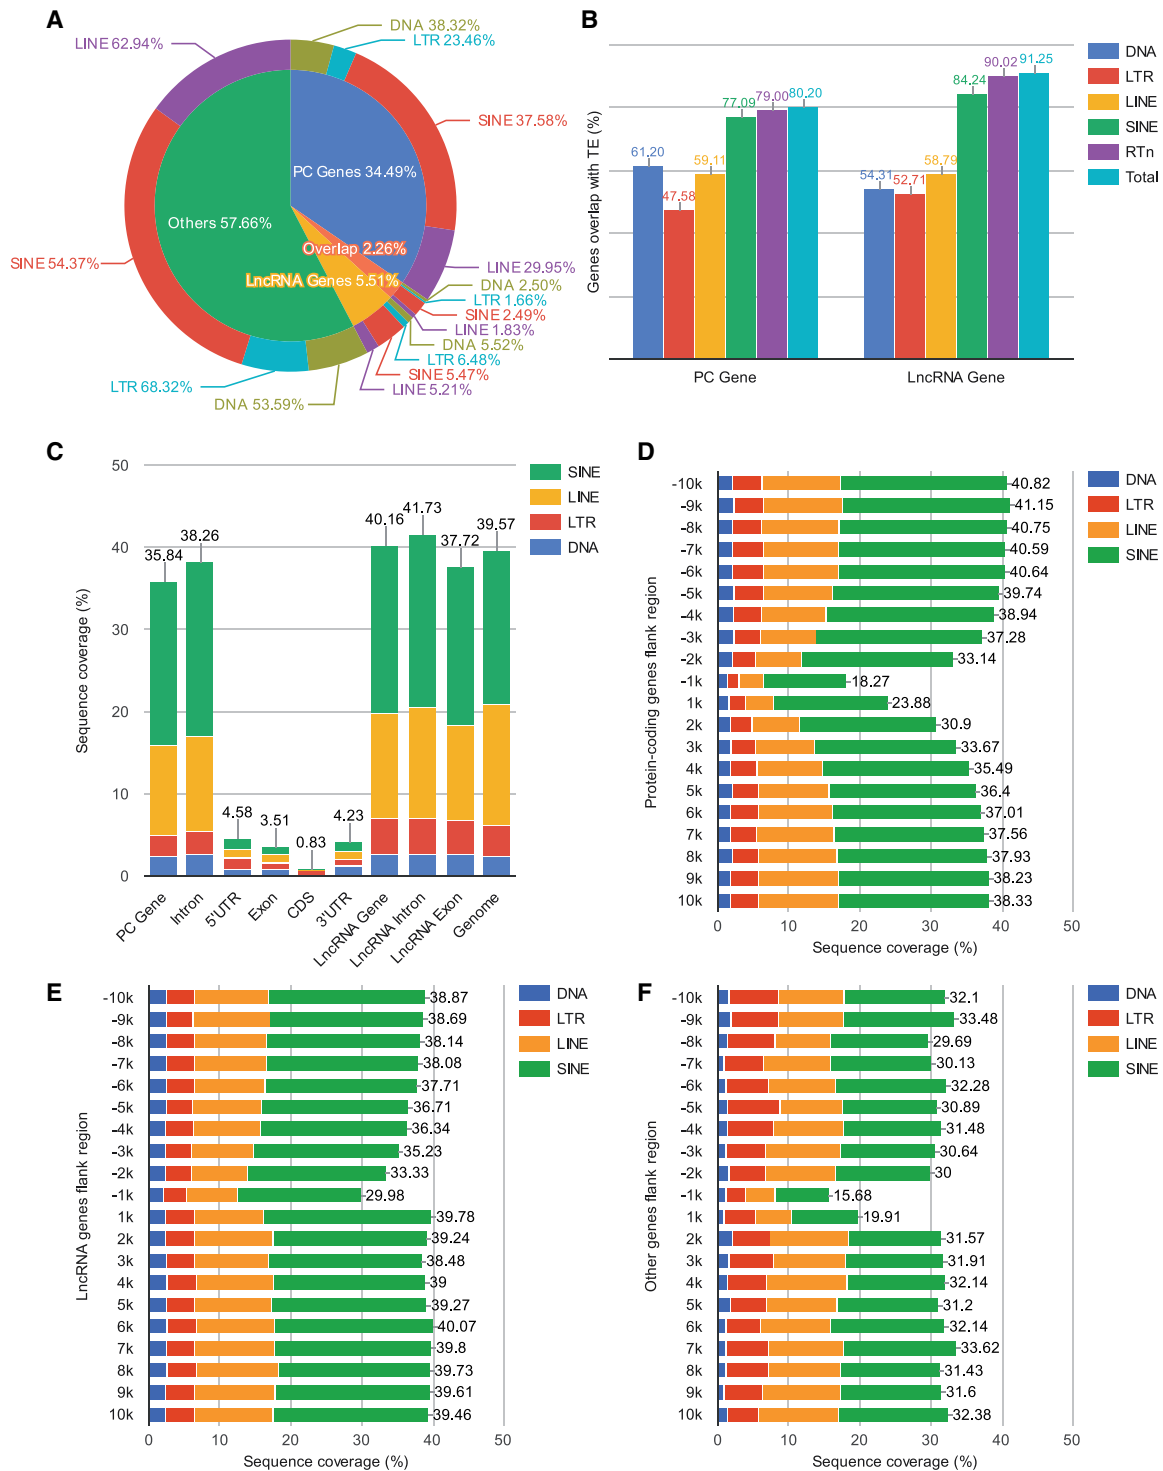 A
DNA 38.32%
LTR 23.46%
LINE 62.94%
SINE 37.58%
PC Genes 34.49%
Others 57.66%
Overlap 2.26%
LncRNA Genes 5.51%
SINE 54.37%
LINE 29.95%
DNA 2.50%
LTR 1.66%
SINE 2.49%
LINE 1.83%
DNA 5.52%
LTR 6.48%
SINE 5.47%
LINE 5.21%
LTR 68.32%
DNA 53.59%
B
Genes overlap with TE (%)
61.20
47.58
59.11
77.09
79.00
80.20
54.31
52.71
58.79
84.24
90.02
91.25
PC Gene
LncRNA Gene
DNA
LTR
LINE
SINE
RTn
Total
C
Sequence coverage (%)
50
40
30
20
10
0
35.84
38.26
4.58
3.51
0.83
4.23
40.16
41.73
37.72
39.57
PC Gene
Intron
5'UTR
Exon
CDS
3'UTR
LncRNA Gene
LncRNA Intron
LncRNA Exon
Genome
SINE
LINE
LTR
DNA
D
Protein-coding genes flank region
-10k 40.82
-9k 41.15
-8k 40.75
-7k 40.59
-6k 40.64
-5k 39.74
-4k 38.94
-3k 37.28
-2k 33.14
-1k 18.27
1k 23.88
2k 30.9
3k 33.67
4k 35.49
5k 36.4
6k 37.01
7k 37.56
8k 37.93
9k 38.23
10k 38.33
0 10 20 30 40 50
Sequence coverage (%)
DNA
LTR
LINE
SINE
E
LncRNA genes flank region
-10k 38.87
-9k 38.69
-8k 38.14
-7k 38.08
-6k 37.71
-5k 36.71
-4k 36.34
-3k 35.23
-2k 33.33
-1k 29.98
1k 39.78
2k 39.24
3k 38.48
4k 39
5k 39.27
6k 40.07
7k 39.8
8k 39.73
9k 39.61
10k 39.46
0 10 20 30 40 50
Sequence coverage (%)
DNA
LTR
LINE
SINE
F
Other genes flank region
-10k 32.1
-9k 33.48
-8k 29.69
-7k 30.13
-6k 32.28
-5k 30.89
-4k 31.48
-3k 30.64
-2k 30
-1k 15.68
1k 19.91
2k 31.57
3k 31.91
4k 32.14
5k 31.2
6k 32.14
7k 33.62
8k 31.43
9k 31.6
10k 32.38
0 10 20 30 40 50
Sequence coverage (%)
DNA
LTR
LINE
SINE